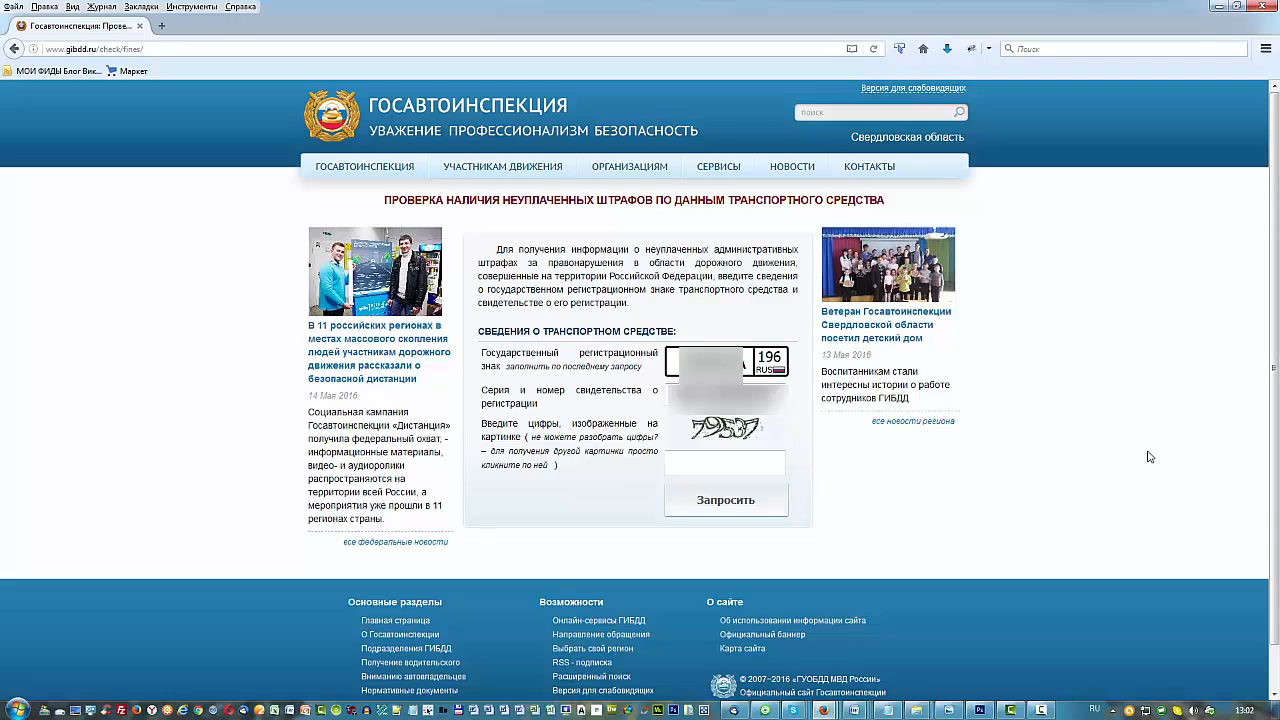 Файл Правка Вид Журнал Закладки Инструменты Справка
Госавтоинспекция: Прове...
www.gibdd.ru/check/fines/
Поиск
МОИ ФИДЫ Блог Вик... Маркет
Версия для слабовидящих
ГОСАВТОИНСПЕКЦИЯ
поиск
УВАЖЕНИЕ ПРОФЕССИОНАЛИЗМ БЕЗОПАСНОСТЬ
Свердловская область
ГОСАВТОИНСПЕКЦИЯ УЧАСТНИКАМ ДВИЖЕНИЯ ОРГАНИЗАЦИЯМ СЕРВИСЫ НОВОСТИ КОНТАКТЫ
ПРОВЕРКА НАЛИЧИЯ НЕУПЛАЧЕННЫХ ШТРАФОВ ПО ДАННЫМ ТРАНСПОРТНОГО СРЕДСТВА
В 11 российских регионах в
местах массового скопления
людей участникам дорожного
движения рассказали о
безопасной дистанции
14 Мая 2016
Социальная кампания
Госавтоинспекции «Дистанция»
получила федеральный охват, -
информационные материалы,
видео- и аудиоролики
распространяются на
территории всей России, а
мероприятия уже прошли в 11
регионах страны.
все федеральные новости
Для получения информации о неуплаченных административных
штрафах за правонарушения в области дорожного движения,
совершенные на территории Российской Федерации, введите сведения
о государственном регистрационном знаке транспортного средства и
свидетельстве о его регистрации.
СВЕДЕНИЯ О ТРАНСПОРТНОМ СРЕДСТВЕ:
Государственный регистрационный
знак заполнить по последнему запросу
196
RUS
Серия и номер свидетельства о
регистрации
Введите цифры, изображенные на
картинке ( не можете разобрать цифры?
– для получения другой картинки просто
кликните по ней )
79507
Запросить
Ветеран Госавтоинспекции
Свердловской области
посетил детский дом
13 Мая 2016
Воспитанникам стали
интересны истории о работе
сотрудников ГИБДД
все новости региона
Основные разделы
Главная страница
О Госавтоинспекции
Подразделения ГИБДД
Получение водительского
Вниманию автовладельцев
Нормативные документы
Возможности
Онлайн-сервисы ГИБДД
Направление обращения
Выбрать свой регион
RSS - подписка
Расширенный поиск
Версия для слабовидящих
О сайте
Об использовании информации сайта
Официальный баннер
Карта сайта
© 2007–2016 «ГУОБДД МВД России»
Официальный сайт Госавтоинспекции
RU
13:02